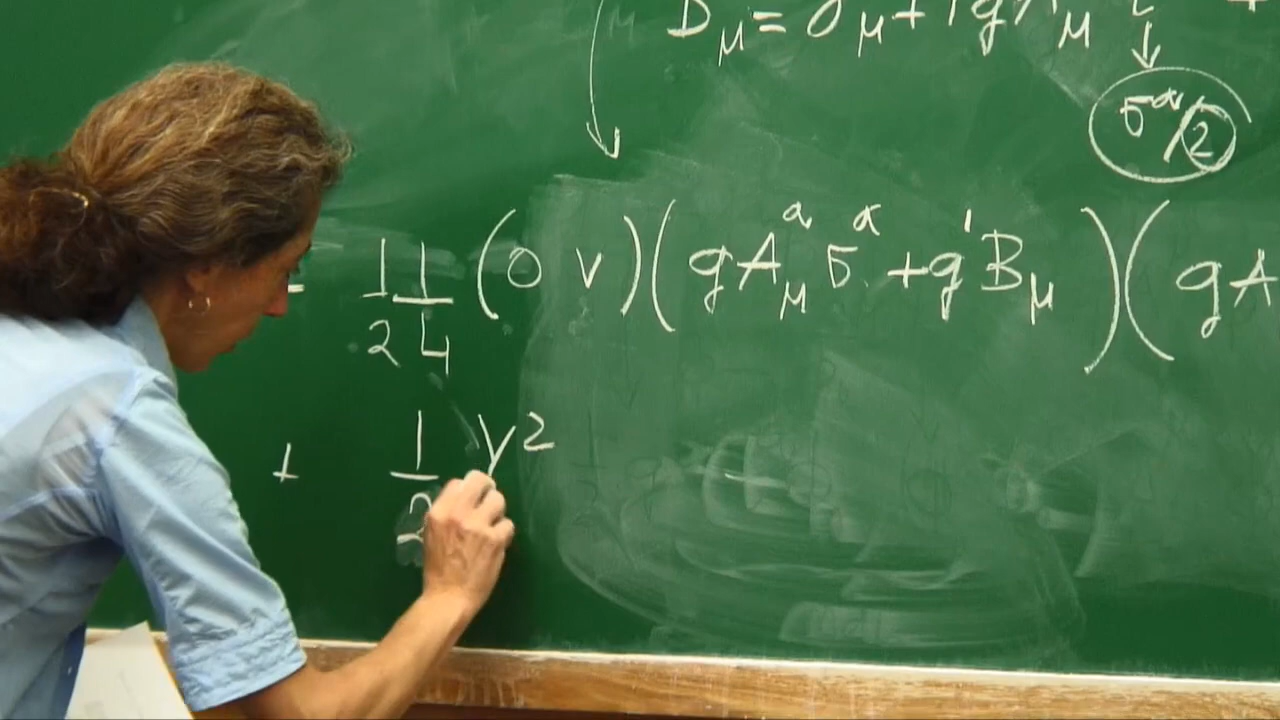 D_μ = ∂_μ + i g A_μ
σ^a/2
= 1/2 1/4 (0 v)(g A_μ^a σ^a + g' B_μ)(g A
+ 1/2 v^2